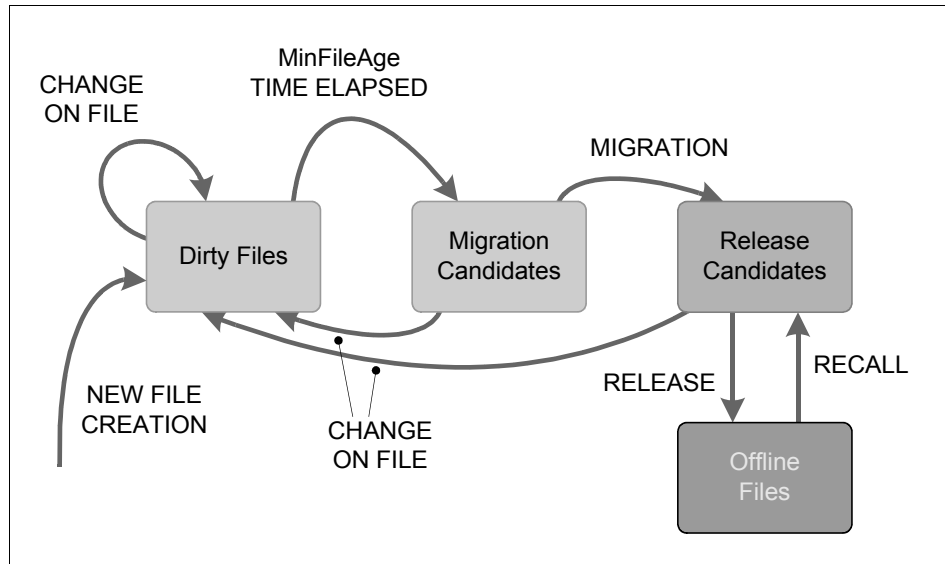 MinFileAge
TIME ELAPSED
CHANGE
ON FILE
MIGRATION
Dirty Files
Migration
Candidates
Release
Candidates
NEW FILE
CREATION
CHANGE
ON FILE
RELEASE
RECALL
Offline
Files